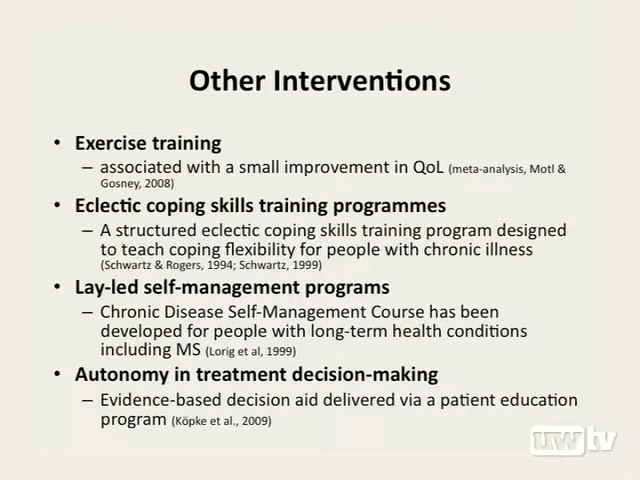 Other Interventions
• Exercise training
– associated with a small improvement in QoL (meta-analysis, Motl &
Gosney, 2008)
• Eclectic coping skills training programmes
– A structured eclectic coping skills training program designed
to teach coping flexibility for people with chronic illness
(Schwartz & Rogers, 1994; Schwartz, 1999)
• Lay-led self-management programs
– Chronic Disease Self-Management Course has been
developed for people with long-term health conditions
including MS (Lorig et al, 1999)
• Autonomy in treatment decision-making
– Evidence-based decision aid delivered via a patient education
program (Köpke et al., 2009)
uwtv